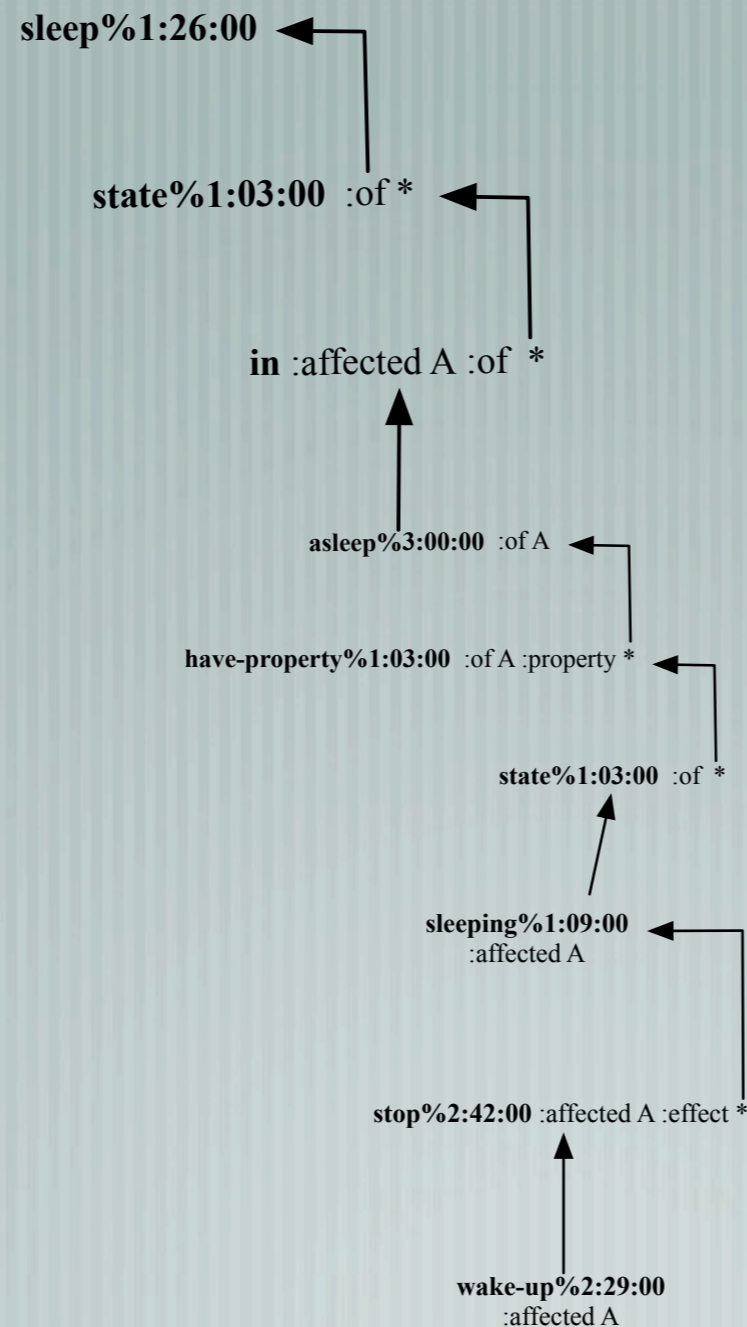 sleep%1:26:00
state%1:03:00 :of *
in :affected A :of *
asleep%3:00:00 :of A
have-property%1:03:00 :of A :property *
state%1:03:00 :of *
sleeping%1:09:00
:affected A
stop%2:42:00 :affected A :effect *
wake-up%2:29:00
:affected A